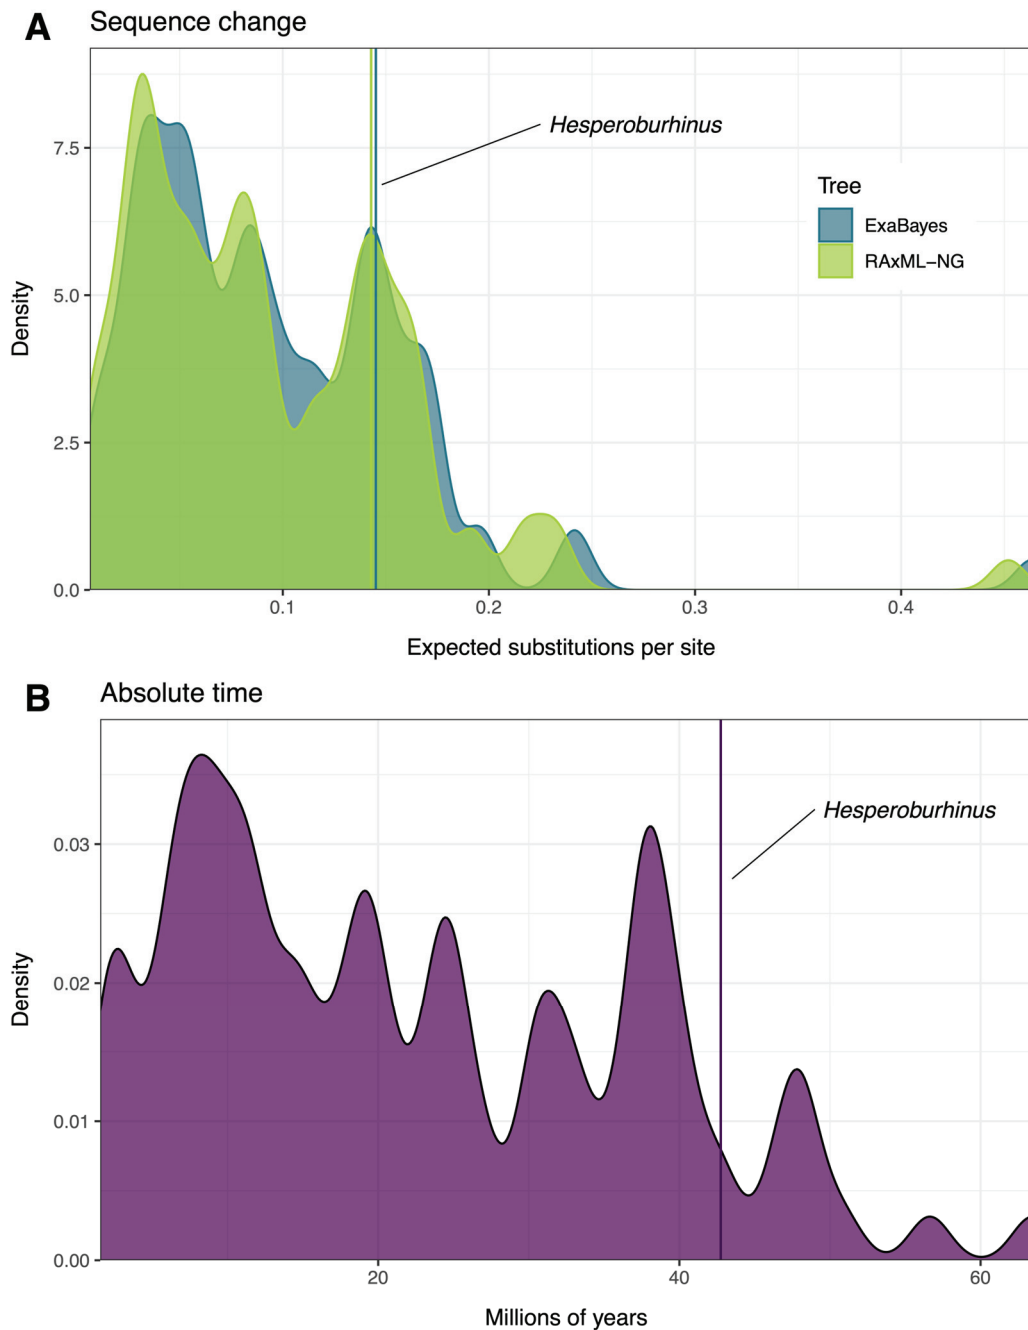 A Sequence change
Hesperoburhinus
Tree
ExaBayes
RAxML–NG
Density
7.5
5.0
2.5
0.0
0.1 0.2 0.3 0.4
Expected substitutions per site
B Absolute time
Hesperoburhinus
Density
0.03
0.02
0.01
0.00
20 40 60
Millions of years